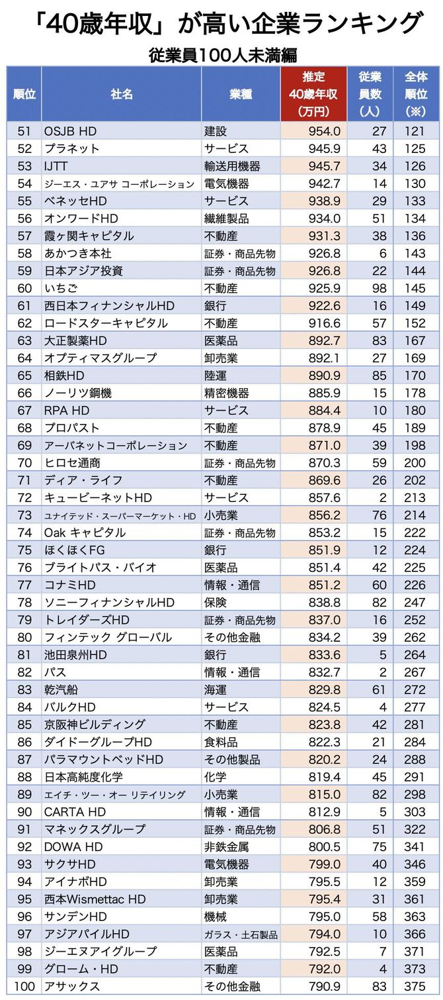 「40歳年収」が高い企業ランキング
従業員100人未満編
順位 社名 業種 推定40歳年収（万円） 従業員数（人） 全体順位（※）
51 OSJB HD 建設 954.0 27 121
52 プラネット サービス 945.9 43 125
53 IJTT 輸送用機器 945.7 34 126
54 ジーエス・ユアサ コーポレーション 電気機器 942.7 14 130
55 ベネッセHD サービス 938.9 29 133
56 オンワードHD 繊維製品 934.0 51 134
57 霞ヶ関キャピタル 不動産 931.3 38 136
58 あかつき本社 証券・商品先物 926.8 6 143
59 日本アジア投資 証券・商品先物 926.8 22 144
60 いちご 不動産 925.9 98 145
61 西日本フィナンシャルHD 銀行 922.6 16 149
62 ロードスターキャピタル 不動産 916.6 57 152
63 大正製薬HD 医薬品 892.7 83 167
64 オプティマスグループ 卸売業 892.1 27 169
65 相鉄HD 陸運 890.9 85 170
66 ノーリツ鋼機 精密機器 885.9 15 178
67 RPA HD サービス 884.4 10 180
68 プロパスト 不動産 878.9 45 189
69 アーバネットコーポレーション 不動産 871.0 39 198
70 ヒロセ通商 証券・商品先物 870.3 59 200
71 ディア・ライフ 不動産 869.6 26 202
72 キュービーネットHD サービス 857.6 2 213
73 ユナイテッド・スーパーマーケット・HD 小売業 856.2 76 214
74 Oak キャピタル 証券・商品先物 853.2 15 222
75 ほくほくFG 銀行 851.9 12 224
76 ブライトパス・バイオ 医薬品 851.4 42 225
77 コナミHD 情報・通信 851.2 60 226
78 ソニーフィナンシャルHD 保険 838.8 82 247
79 トレイダーズHD 証券・商品先物 837.0 16 252
80 フィンテック グローバル その他金融 834.2 39 262
81 池田泉州HD 銀行 833.6 5 264
82 パス 情報・通信 832.7 2 267
83 乾汽船 海運 829.8 61 272
84 バルクHD サービス 824.5 4 277
85 京阪神ビルディング 不動産 823.8 42 281
86 ダイドーグループHD 食料品 822.3 21 284
87 パラマウントベッドHD その他製品 820.2 24 288
88 日本高純度化学 化学 819.4 45 291
89 エイチ・ツー・オー リテイリング 小売業 815.0 82 298
90 CARTA HD 情報・通信 812.9 5 303
91 マネックスグループ 証券・商品先物 806.8 51 322
92 DOWA HD 非鉄金属 800.5 75 341
93 サクサHD 電気機器 799.0 40 346
94 アイナボHD 卸売業 795.5 12 359
95 西本Wismettac HD 卸売業 795.4 31 361
96 サンデンHD 機械 795.0 58 363
97 アジアパイルHD ガラス・土石製品 794.0 10 366
98 ジーエヌアイグループ 医薬品 792.5 7 371
99 グローム・HD 不動産 792.0 4 373
100 アサックス その他金融 790.9 83 375